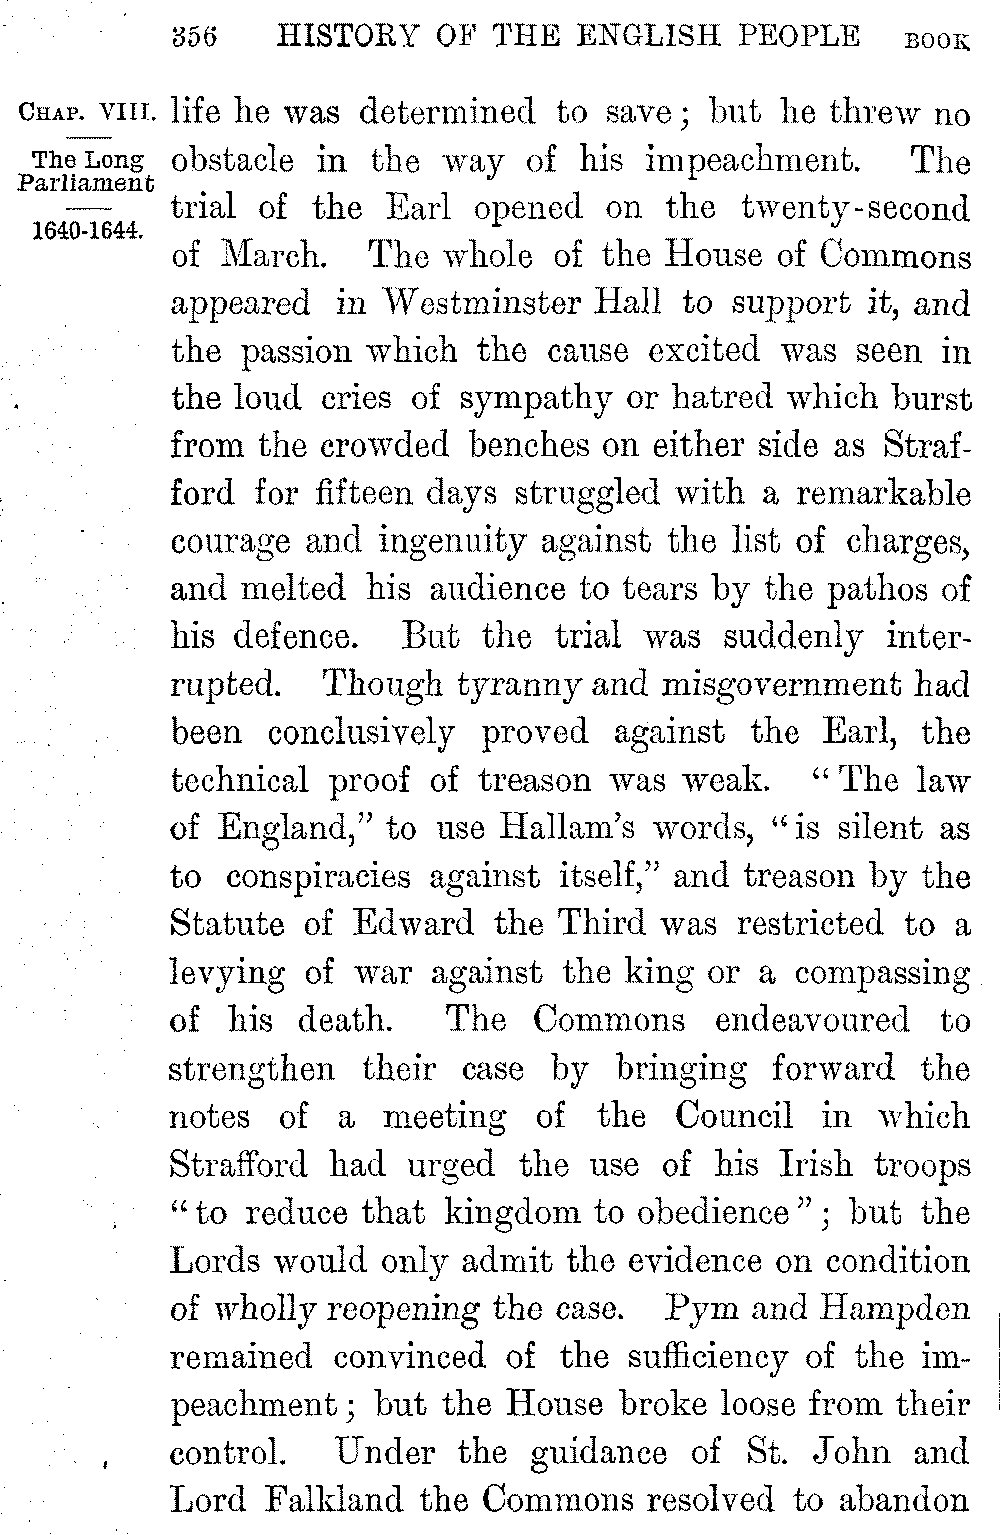 356 HISTORY OF THE ENGLISH PEOPLE BOOK
CHAP. VIII.
The Long
Parliament
1640-1644.
life he was determined to save; but he threw no
obstacle in the way of his impeachment. The
trial of the Earl opened on the twenty-second
of March. The whole of the House of Commons
appeared in Westminster Hall to support it, and
the passion which the cause excited was seen in
the loud cries of sympathy or hatred which burst
from the crowded benches on either side as Straf-
ford for fifteen days struggled with a remarkable
courage and ingenuity against the list of charges,
and melted his audience to tears by the pathos of
his defence. But the trial was suddenly inter-
rupted. Though tyranny and misgovernment had
been conclusively proved against the Earl, the
technical proof of treason was weak. “The law
of England,” to use Hallam’s words, “is silent as
to conspiracies against itself,” and treason by the
Statute of Edward the Third was restricted to a
levying of war against the king or a compassing
of his death. The Commons endeavoured to
strengthen their case by bringing forward the
notes of a meeting of the Council in which
Strafford had urged the use of his Irish troops
“to reduce that kingdom to obedience”; but the
Lords would only admit the evidence on condition
of wholly reopening the case. Pym and Hampden
remained convinced of the sufficiency of the im-
peachment; but the House broke loose from their
control. Under the guidance of St. John and
Lord Falkland the Commons resolved to abandon